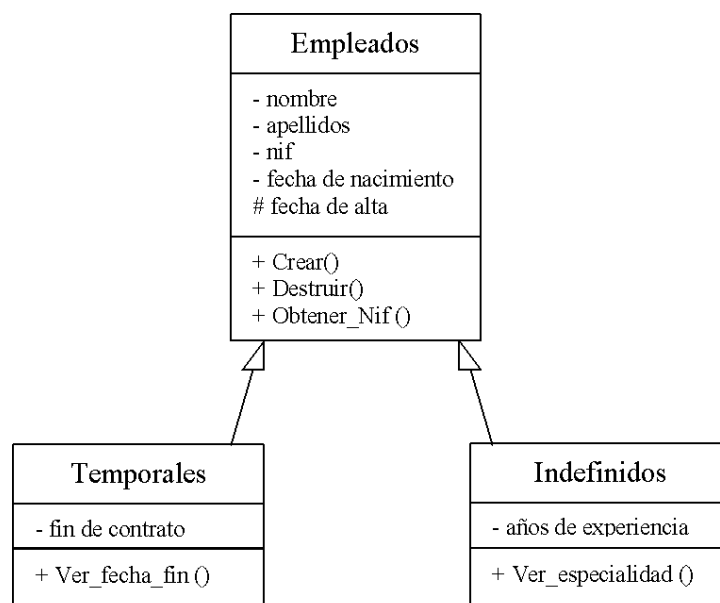 Empleados
- nombre
- apellidos
- nif
- fecha de nacimiento
# fecha de alta
+ Crear()
+ Destruir()
+ Obtener_Nif ()
Temporales
- fin de contrato
+ Ver_fecha_fin ()
Indefinidos
- años de experiencia
+ Ver_especialidad ()